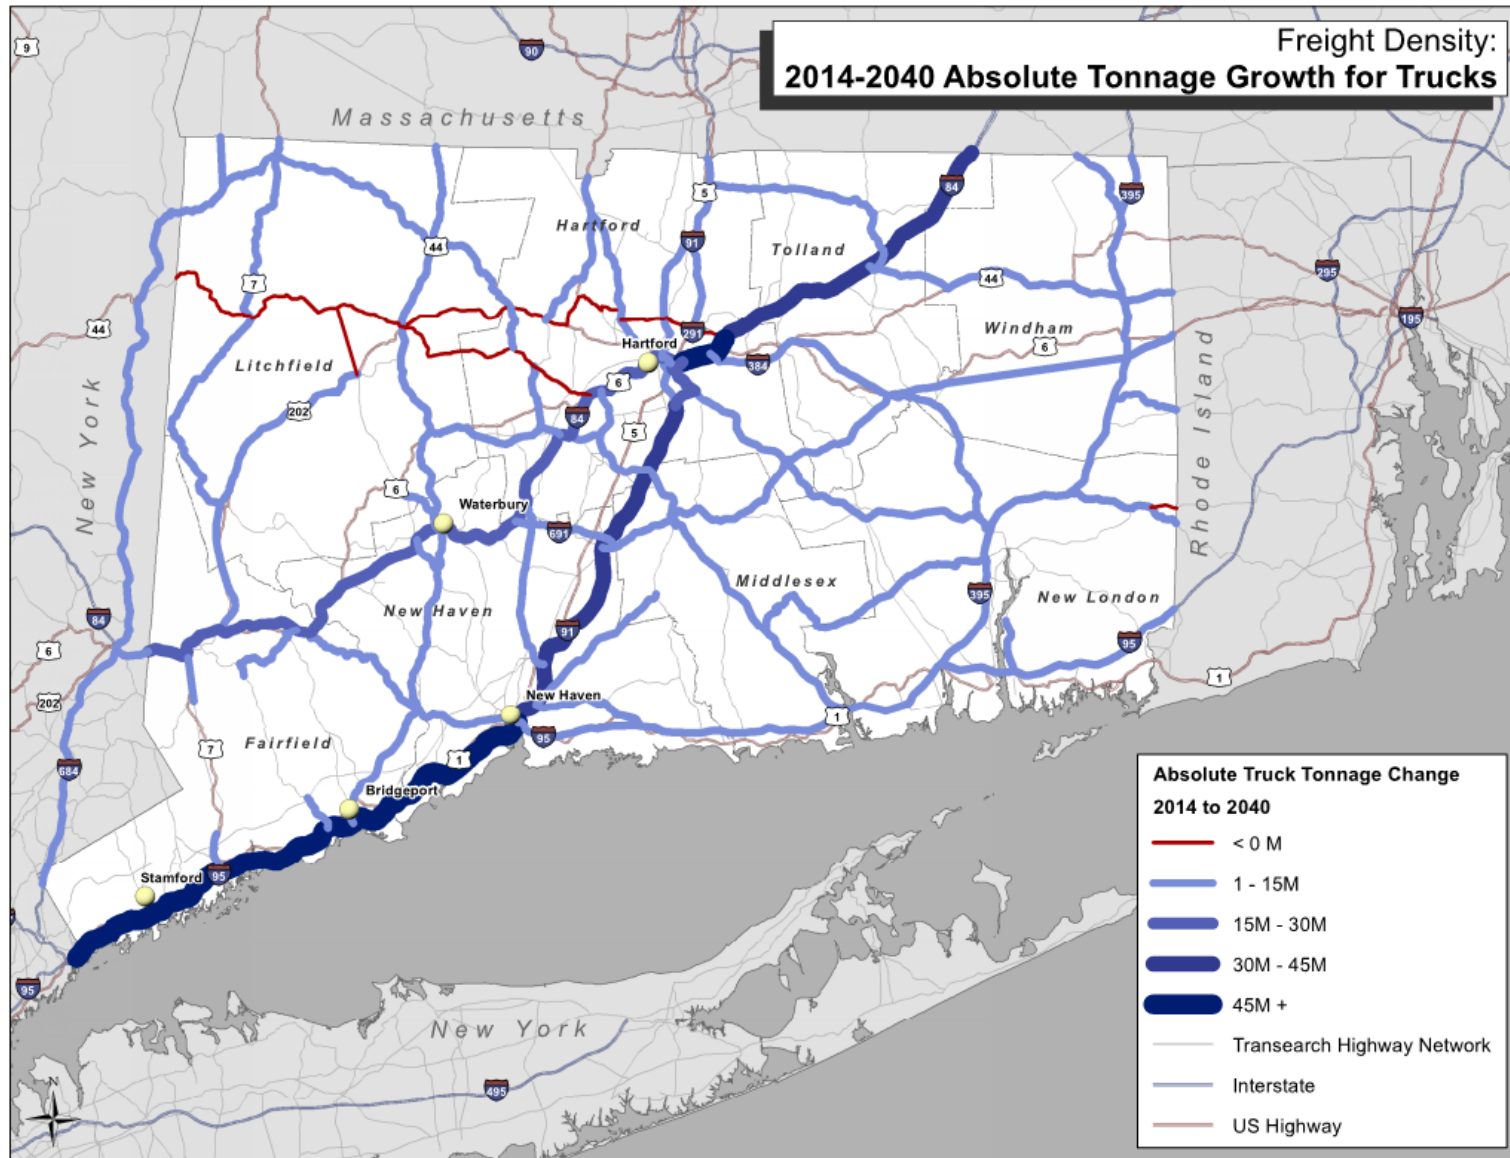 Freight Density:
2014-2040 Absolute Tonnage Growth for Trucks
9
90
Massachusetts
5
84
395
Hartford
44
91
Tolland
7
44
295
44
291
Windham
6
195
Hartford
384
Litchfield
6
202
84
5
New York
Rhode Island
6
Waterbury
691
Middlesex
395
New London
New Haven
84
91
95
6
1
202
New Haven
1
95
7
Fairfield
1
684
Bridgeport
Stamford
95
95
New York
495
N
Absolute Truck Tonnage Change
2014 to 2040
< 0 M
1 - 15M
15M - 30M
30M - 45M
45M +
Transearch Highway Network
Interstate
US Highway